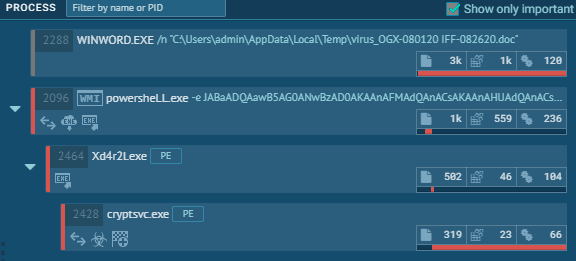 PROCESS Filter by name or PID Show only important
2288 WINWORD.EXE /n "C:\Users\admin\AppData\Local\Temp\virus_OGX-080120 IFF-082620.doc"
3k 1k 120
2096 WMI powersheLL.exe -e JABaADQAawB5AG0ANwBzAD0AKAAnAFMAdQAnACsAKAAnAHUAdQAnACs...
EXE EXE 1k 559 236
2464 Xd4r2l.exe PE
EXE 502 46 104
2428 cryptsvc.exe PE
319 23 66